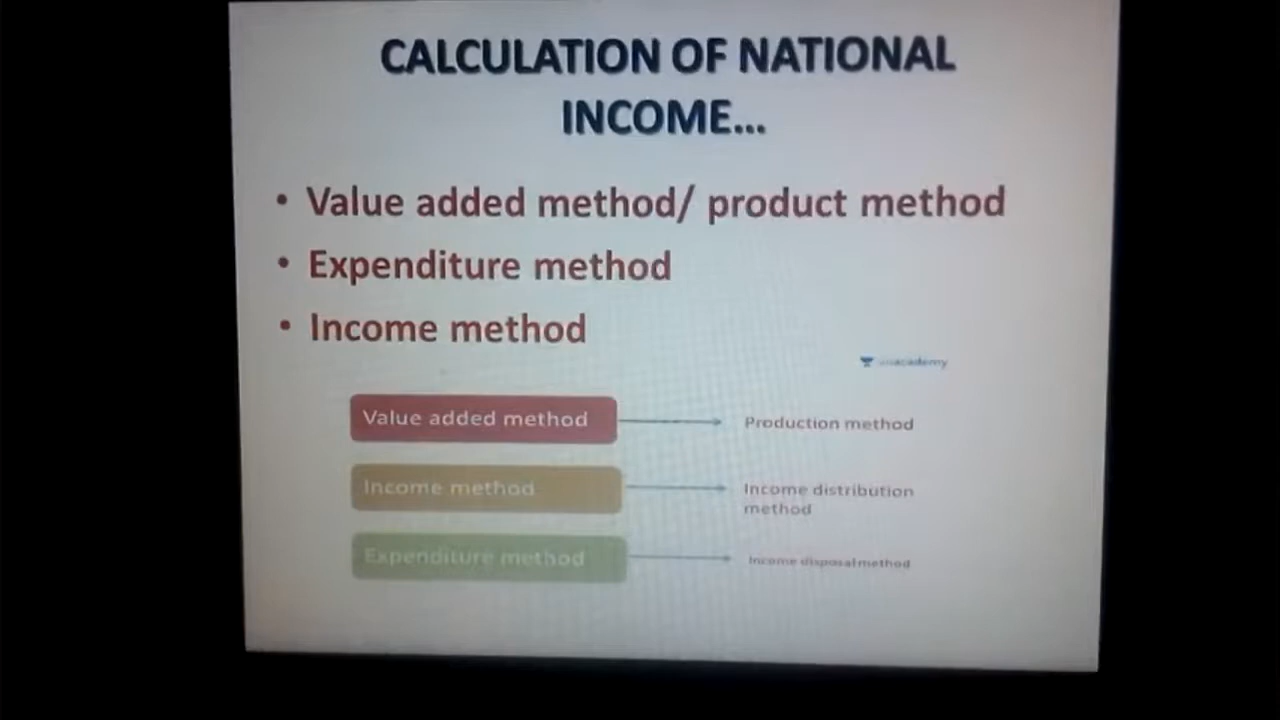 CALCULATION OF NATIONAL
INCOME...
• Value added method/ product method
• Expenditure method
• Income method
unacademy
Value added method
Production method
Income method
Income distribution
method
Expenditure method
Income disposal method